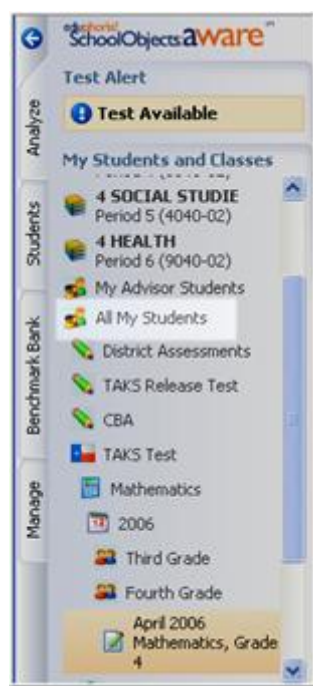 eduphoria!
SchoolObjects:aware
Test Alert
Test Available
My Students and Classes
4 SOCIAL STUDIE
Period 5 (4040-02)
4 HEALTH
Period 6 (9040-02)
My Advisor Students
All My Students
District Assessments
TAKS Release Test
CBA
TAKS Test
Mathematics
2006
Third Grade
Fourth Grade
April 2006
Mathematics, Grade
4
Analyze
Students
Benchmark Bank
Manage